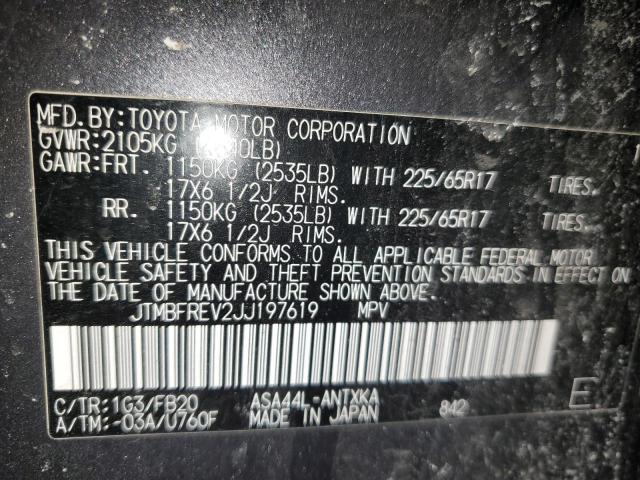 MFD.BY:TOYOTA MOTOR CORPORATION
GVWR:2105KG LB)
GAWR:FRT. 1150KG (2535LB) WITH 225/65R17 TIRES.
17X6 1/2J RIMS.
RR. 1150KG (2535LB) WITH 225/65R17 TIRES.
17X6 1/2J RIMS.
THIS VEHICLE CONFORMS TO ALL APPLICABLE FEDERAL MOTOR
VEHICLE SAFETY AND THEFT PREVENTION STANDARDS IN EFFECT ON
THE DATE OF MANUFACTURE SHOWN ABOVE.
JTMBFREV2JJ197619 MPV
C/TR:1G3/FB20 ASA44L-ANTXKA
A/TM:-03A/U760F MADE IN JAPAN 842 E